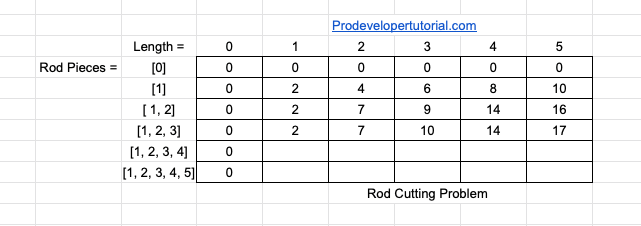 Prodevelopertutorial.com
Length = 0 1 2 3 4 5
Rod Pieces = [0] 0 0 0 0 0 0
[1] 0 2 4 6 8 10
[ 1, 2] 0 2 7 9 14 16
[1, 2, 3] 0 2 7 10 14 17
[1, 2, 3, 4] 0
[1, 2, 3, 4, 5] 0
Rod Cutting Problem